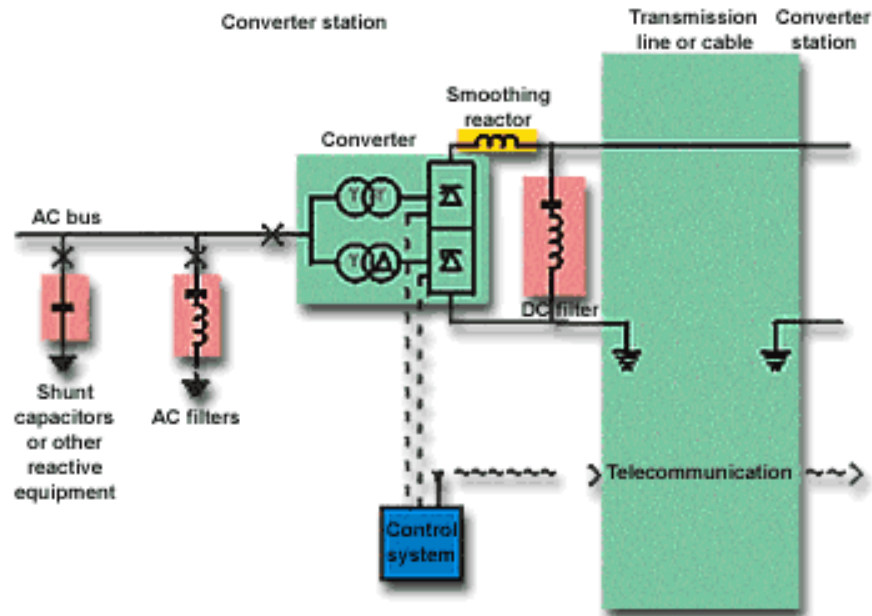 Converter station
Transmission
line or cable
Converter
station
Smoothing
reactor
Converter
AC bus
Y Y
Y Δ
DC filter
Shunt
capacitors
or other
reactive
equipment
AC filters
Telecommunication
Control
system